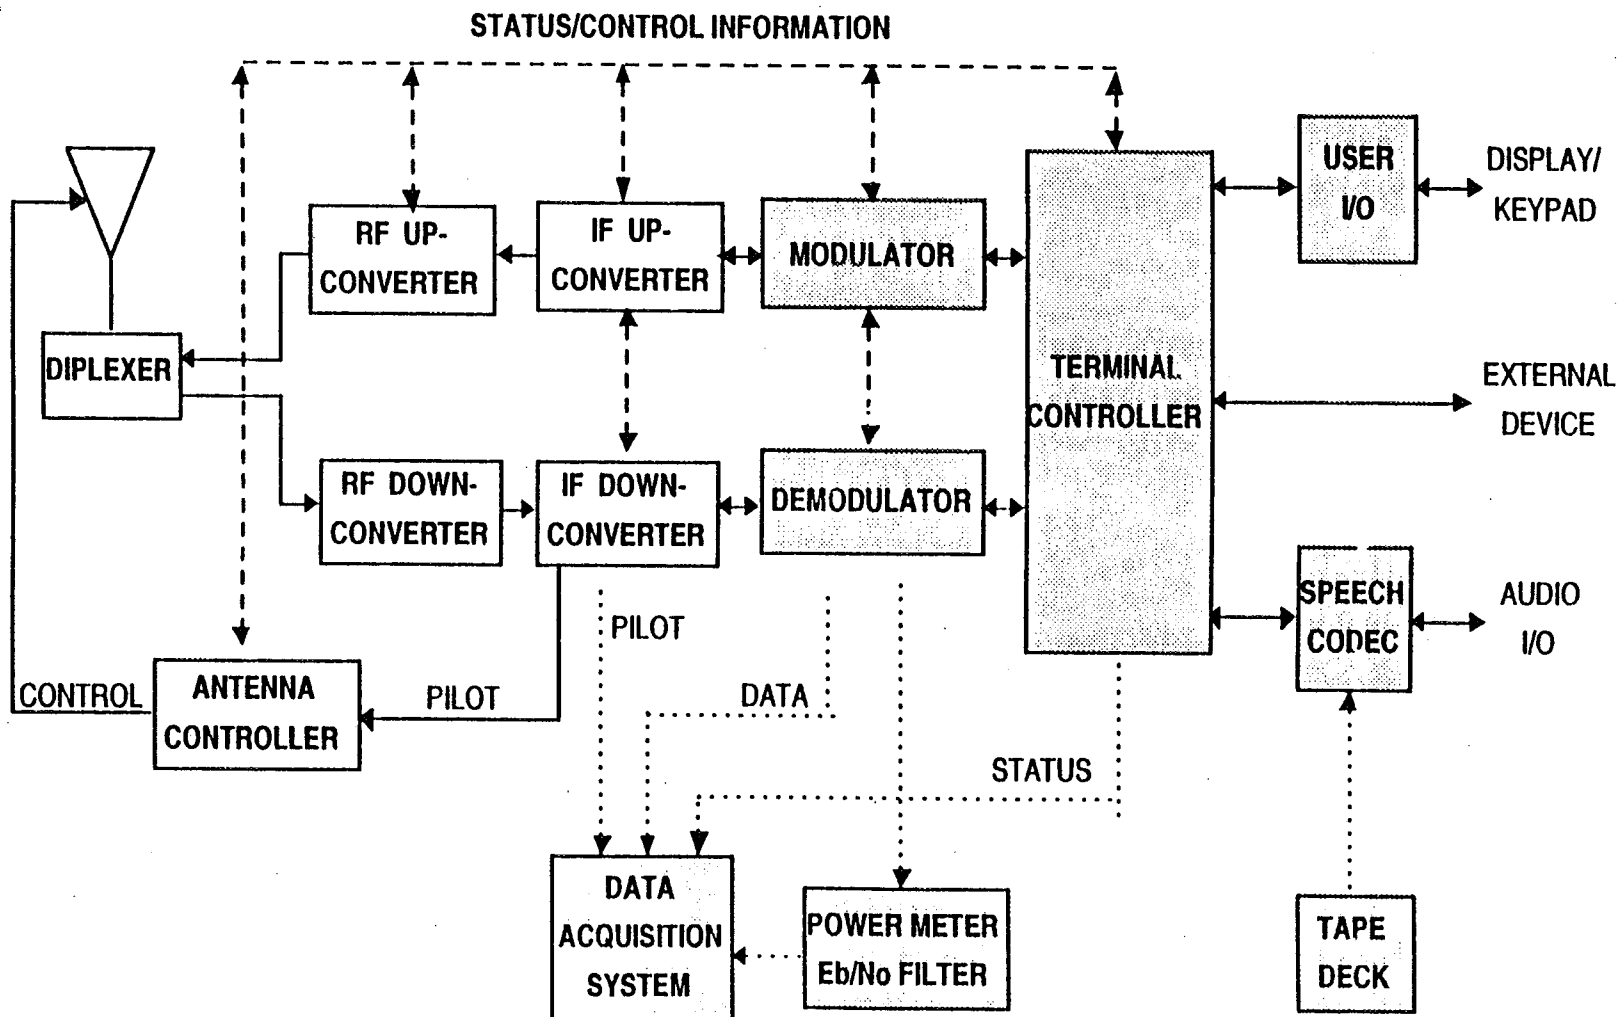 STATUS/CONTROL INFORMATION
USER
I/O
DISPLAY/
KEYPAD
RF UP-
CONVERTER
IF UP-
CONVERTER
MODULATOR
DIPLEXER
TERMINAL
CONTROLLER
EXTERNAL
DEVICE
RF DOWN-
CONVERTER
IF DOWN-
CONVERTER
DEMODULATOR
SPEECH
CODEC
AUDIO
I/O
PILOT
CONTROL
ANTENNA
CONTROLLER
PILOT
DATA
STATUS
DATA
ACQUISITION
SYSTEM
POWER METER
Eb/No FILTER
TAPE
DECK